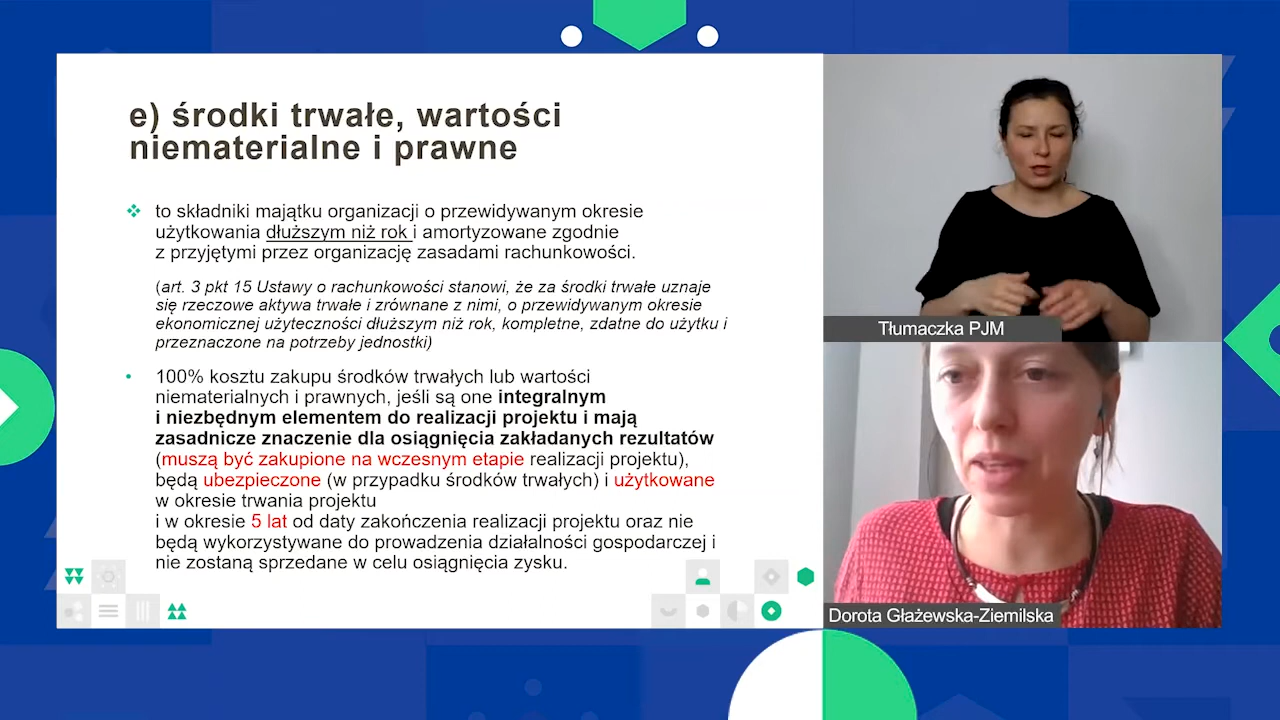 e) środki trwałe, wartości
niematerialne i prawne
to składniki majątku organizacji o przewidywanym okresie
użytkowania dłuższym niż rok i amortyzowane zgodnie
z przyjętymi przez organizację zasadami rachunkowości.
(art. 3 pkt 15 Ustawy o rachunkowości stanowi, że za środki trwałe uznaje
się rzeczowe aktywa trwałe i zrównane z nimi, o przewidywanym okresie
ekonomicznej użyteczności dłuższym niż rok, kompletne, zdatne do użytku i
przeznaczone na potrzeby jednostki)
• 100% kosztu zakupu środków trwałych lub wartości
niematerialnych i prawnych, jeśli są one integralnym
i niezbędnym elementem do realizacji projektu i mają
zasadnicze znaczenie dla osiągnięcia zakładanych rezultatów
(muszą być zakupione na wczesnym etapie realizacji projektu),
będą ubezpieczone (w przypadku środków trwałych) i użytkowane
w okresie trwania projektu
i w okresie 5 lat od daty zakończenia realizacji projektu oraz nie
będą wykorzystywane do prowadzenia działalności gospodarczej i
nie zostaną sprzedane w celu osiągnięcia zysku.
Tłumaczka PJM
Dorota Głażewska-Ziemilska